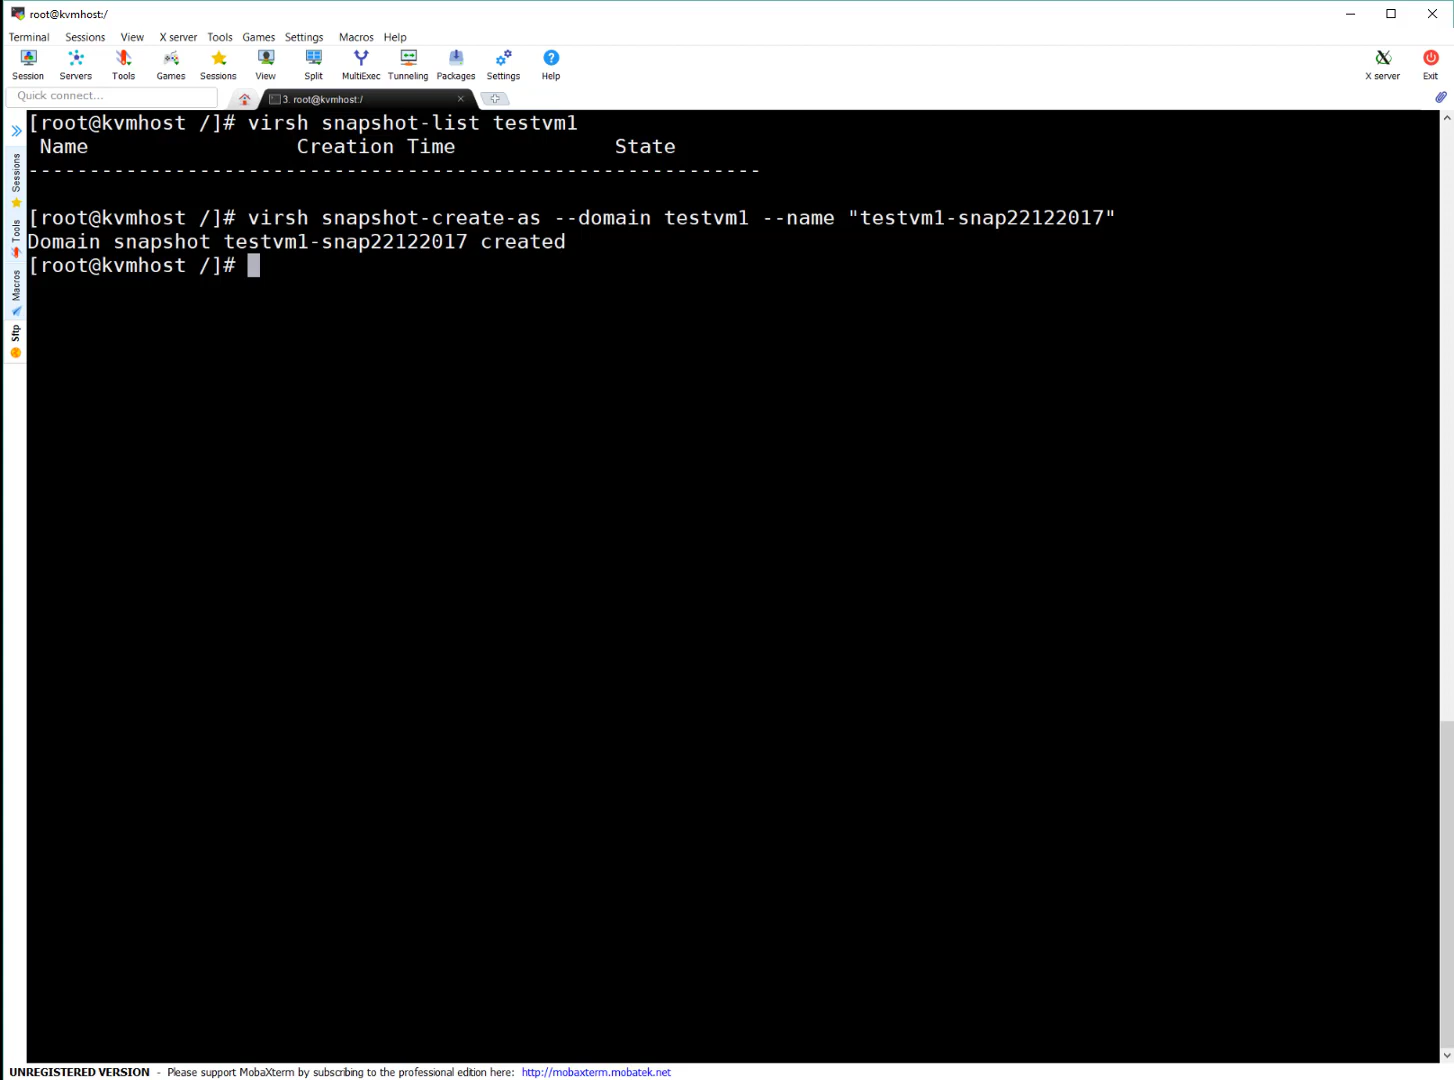 root@kvmhost:/
Terminal Sessions View X server Tools Games Settings Macros Help
Session Servers Tools Games Sessions View Split MultiExec Tunneling Packages Settings Help X server Exit
Quick connect...
3. root@kvmhost:/
[root@kvmhost /]# virsh snapshot-list testvm1
Name Creation Time State
------------------------------------------------------------
[root@kvmhost /]# virsh snapshot-create-as --domain testvm1 --name "testvm1-snap22122017"
Domain snapshot testvm1-snap22122017 created
[root@kvmhost /]#
Sessions
Tools
Macros
Sftp
UNREGISTERED VERSION - Please support MobaXterm by subscribing to the professional edition here: http://mobaxterm.mobatek.net